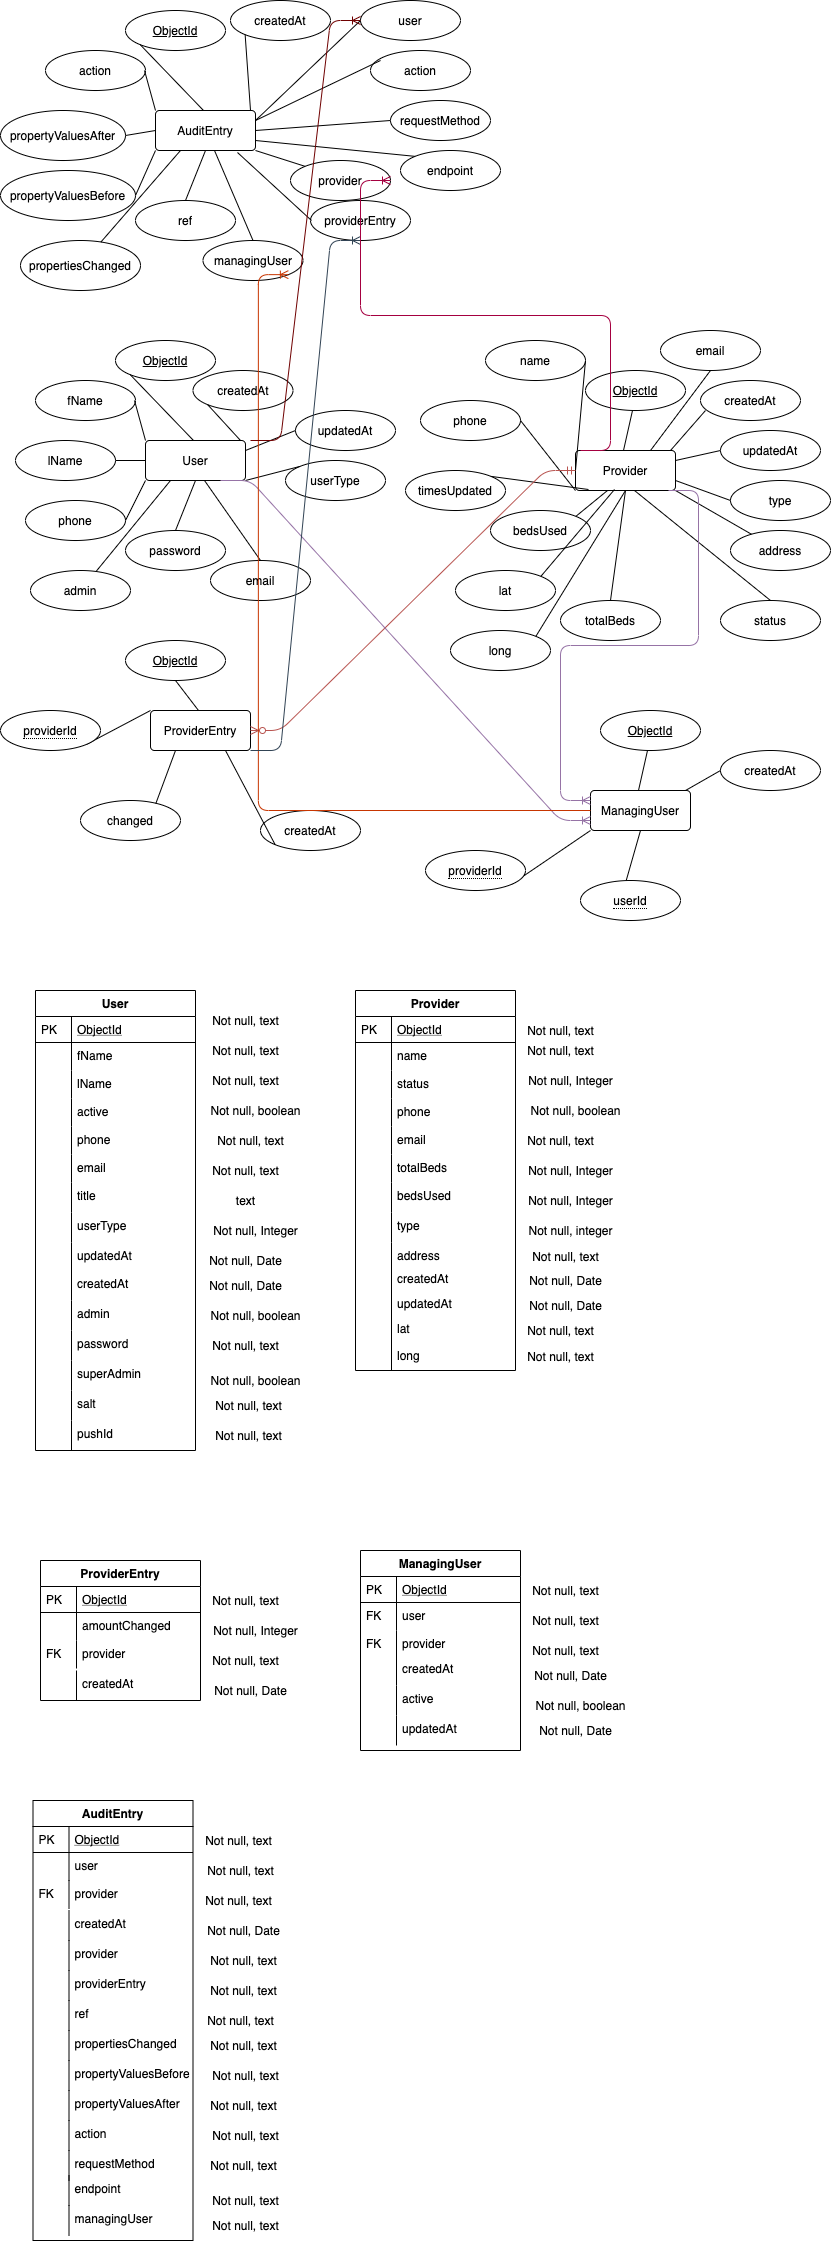 createdAt
user
ObjectId
action
action
propertyValuesAfter
AuditEntry
requestMethod
endpoint
provider
propertyValuesBefore
ref
providerEntry
managingUser
propertiesChanged
ObjectId
name
email
createdAt
ObjectId
fName
createdAt
phone
updatedAt
updatedAt
lName
User
Provider
userType
timesUpdated
type
phone
password
bedsUsed
address
admin
email
lat
totalBeds
status
long
ObjectId
providerId
ProviderEntry
ObjectId
createdAt
changed
createdAt
ManagingUser
providerId
userId
User
PK ObjectId Not null, text
fName Not null, text
lName Not null, text
active Not null, boolean
phone Not null, text
email Not null, text
title text
userType Not null, Integer
updatedAt Not null, Date
createdAt Not null, Date
admin Not null, boolean
password Not null, text
superAdmin Not null, boolean
salt Not null, text
pushId Not null, text
Provider
PK ObjectId Not null, text
name Not null, text
status Not null, Integer
phone Not null, boolean
email Not null, text
totalBeds Not null, Integer
bedsUsed Not null, Integer
type Not null, integer
address Not null, text
createdAt Not null, Date
updatedAt Not null, Date
lat Not null, text
long Not null, text
ProviderEntry
PK ObjectId Not null, text
amountChanged Not null, Integer
FK provider Not null, text
createdAt Not null, Date
ManagingUser
PK ObjectId Not null, text
FK user Not null, text
FK provider Not null, text
createdAt Not null, Date
active Not null, boolean
updatedAt Not null, Date
AuditEntry
PK ObjectId Not null, text
user Not null, text
FK provider Not null, text
createdAt Not null, Date
provider Not null, text
providerEntry Not null, text
ref Not null, text
propertiesChanged Not null, text
propertyValuesBefore Not null, text
propertyValuesAfter Not null, text
action Not null, text
requestMethod Not null, text
endpoint Not null, text
managingUser Not null, text